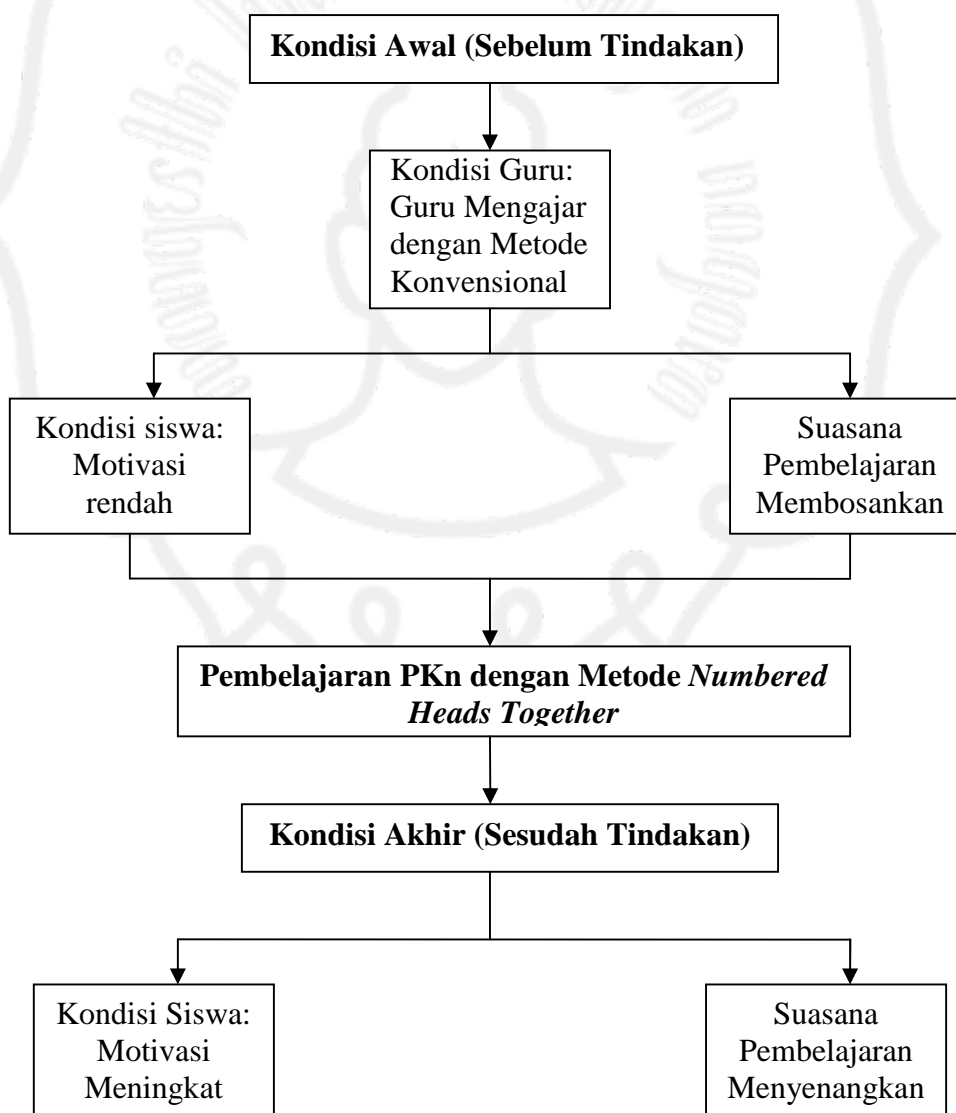 Kondisi Awal (Sebelum Tindakan)
Kondisi Guru:
Guru Mengajar
dengan Metode
Konvensional
Kondisi siswa:
Motivasi
rendah
Suasana
Pembelajaran
Membosankan
Pembelajaran PKn dengan Metode Numbered
Heads Together
Kondisi Akhir (Sesudah Tindakan)
Kondisi Siswa:
Motivasi
Meningkat
Suasana
Pembelajaran
Menyenangkan